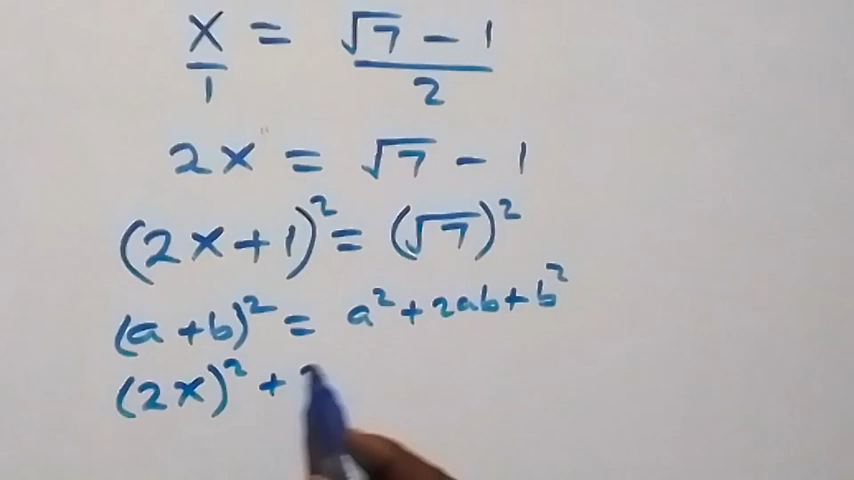 x/1 = (√7 - 1)/2
2x = √7 - 1
(2x+1)² = (√7)²
(a+b)² = a² + 2ab + b²
(2x)² +